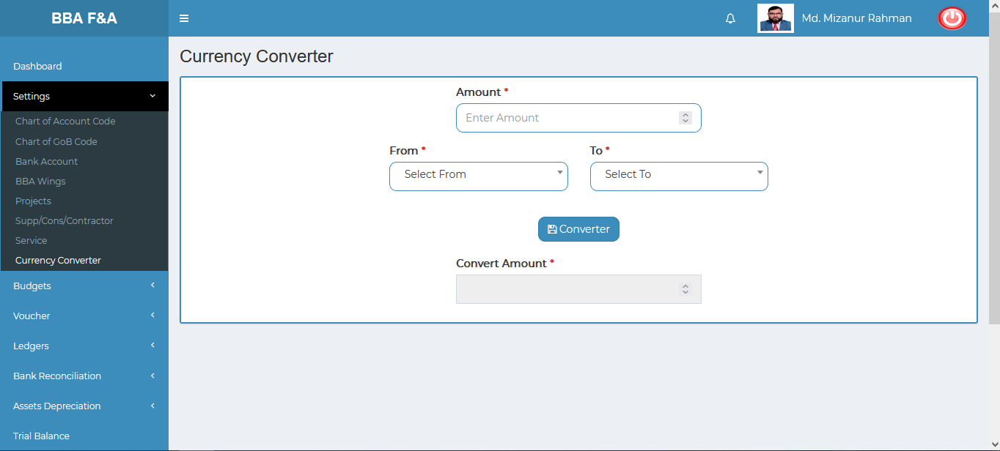 BBA F&A
Md. Mizanur Rahman
Dashboard
Settings
Chart of Account Code
Chart of GoB Code
Bank Account
BBA Wings
Projects
Supp/Cons/Contractor
Service
Currency Converter
Budgets
Voucher
Ledgers
Bank Reconciliation
Assets Depreciation
Trial Balance
Currency Converter
Amount *
Enter Amount
From * To *
Select From Select To
Converter
Convert Amount *